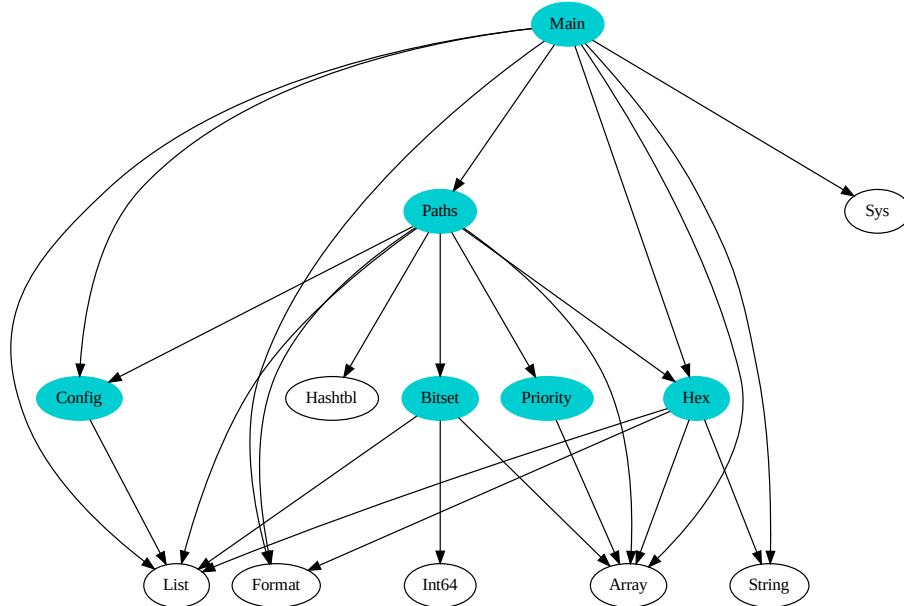 Main
Paths
Sys
Config
Hashtbl
Bitset
Priority
Hex
List
Format
Int64
Array
String